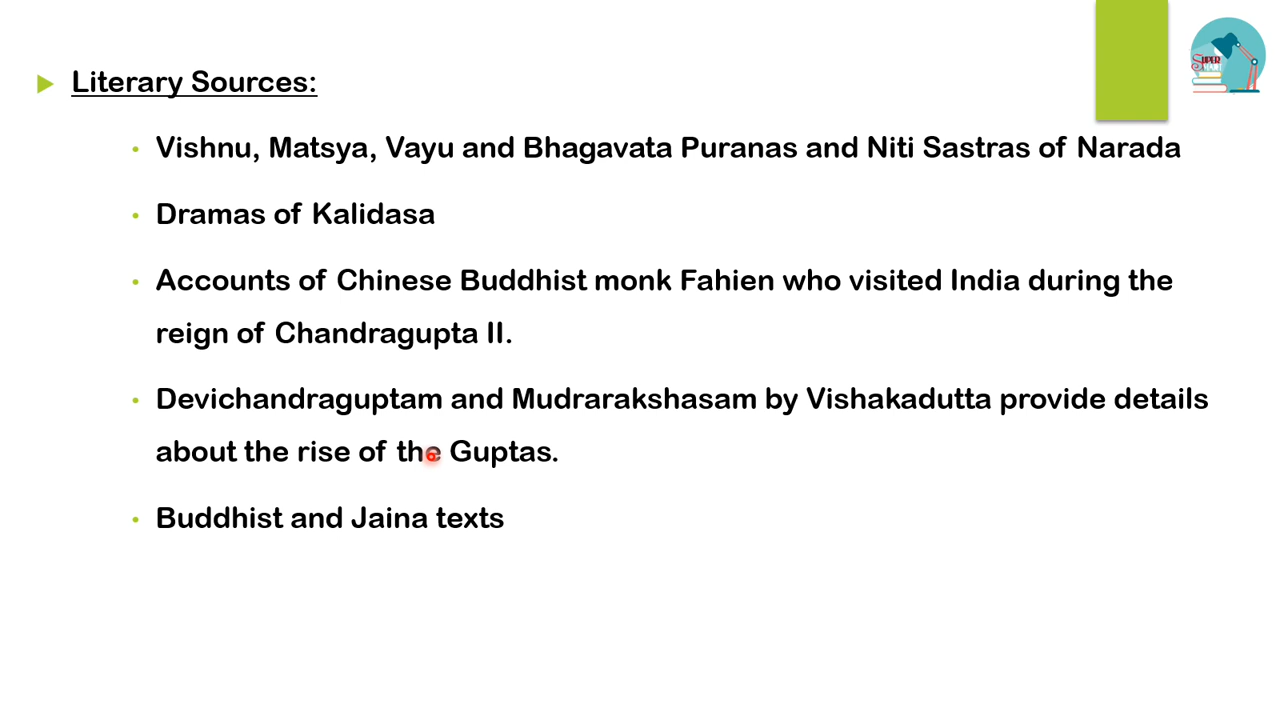 Literary Sources:
Vishnu, Matsya, Vayu and Bhagavata Puranas and Niti Sastras of Narada
Dramas of Kalidasa
Accounts of Chinese Buddhist monk Fahien who visited India during the
reign of Chandragupta II.
Devichandraguptam and Mudrarakshasam by Vishakadutta provide details
about the rise of the Guptas.
Buddhist and Jaina texts